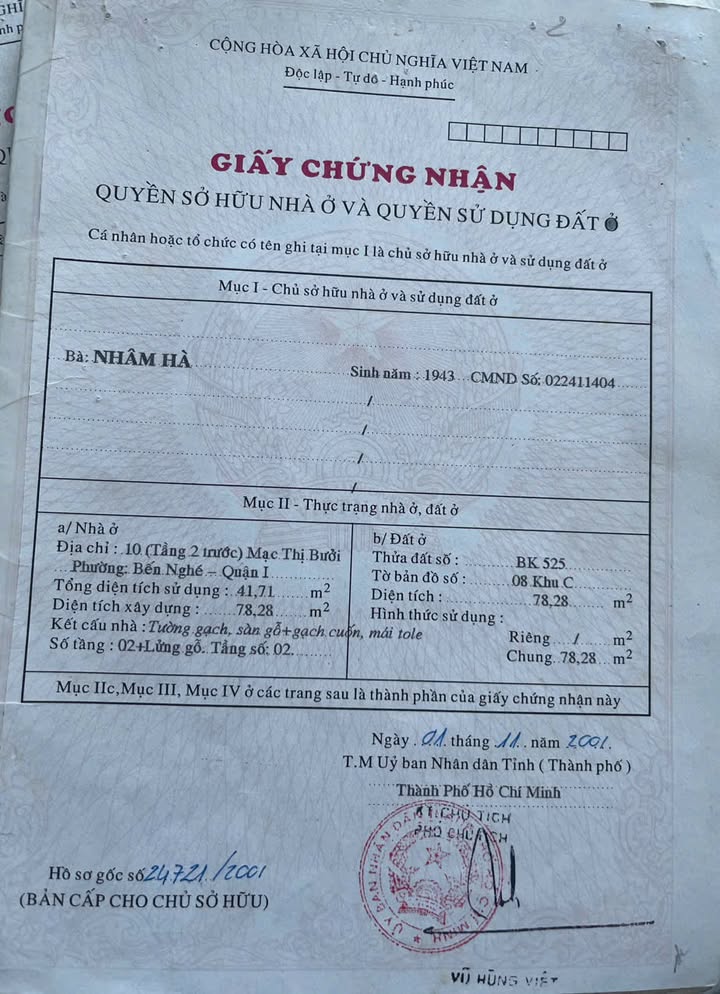 2
CỘNG HÒA XÃ HỘI CHỦ NGHĨA VIỆT NAM
Độc lập - Tự do - Hạnh phúc
GIẤY CHỨNG NHẬN
QUYỀN SỞ HỮU NHÀ Ở VÀ QUYỀN SỬ DỤNG ĐẤT Ở
Cá nhân hoặc tổ chức có tên ghi tại mục I là chủ sở hữu nhà ở và sử dụng đất ở
Mục I - Chủ sở hữu nhà ở và sử dụng đất ở
Bà: NHÂM HÀ Sinh năm : 1943 CMND Số: 022411404
/
/
/
/
Mục II - Thực trạng nhà ở, đất ở
a/ Nhà ở
Địa chỉ : 10 (Tầng 2 trước) Mạc Thị Bưởi
Phường: Bến Nghé – Quận I
Tổng diện tích sử dụng : 41,71 m²
Diện tích xây dựng : 78,28 m²
Kết cấu nhà : Tường gạch, sàn gỗ+gạch cuốn, mái tole
Số tầng : 02+Lửng gỗ. Tầng số: 02
b/ Đất ở
Thửa đất số : BK 525
Tờ bản đồ số : 08 Khu C
Diện tích : 78,28 m²
Hình thức sử dụng :
Riêng / m²
Chung 78,28 m²
Mục IIc,Mục III, Mục IV ở các trang sau là thành phần của giấy chứng nhận này
Ngày 01 tháng 11 năm 2001
T.M Uỷ ban Nhân dân Tỉnh ( Thành phố )
Thành Phố Hồ Chí Minh
KT.CHỦ TỊCH
PHÓ CHỦ TỊCH
Hồ sơ gốc số 24721/2001
(BẢN CẤP CHO CHỦ SỞ HỮU)
VŨ HÙNG VIỆT